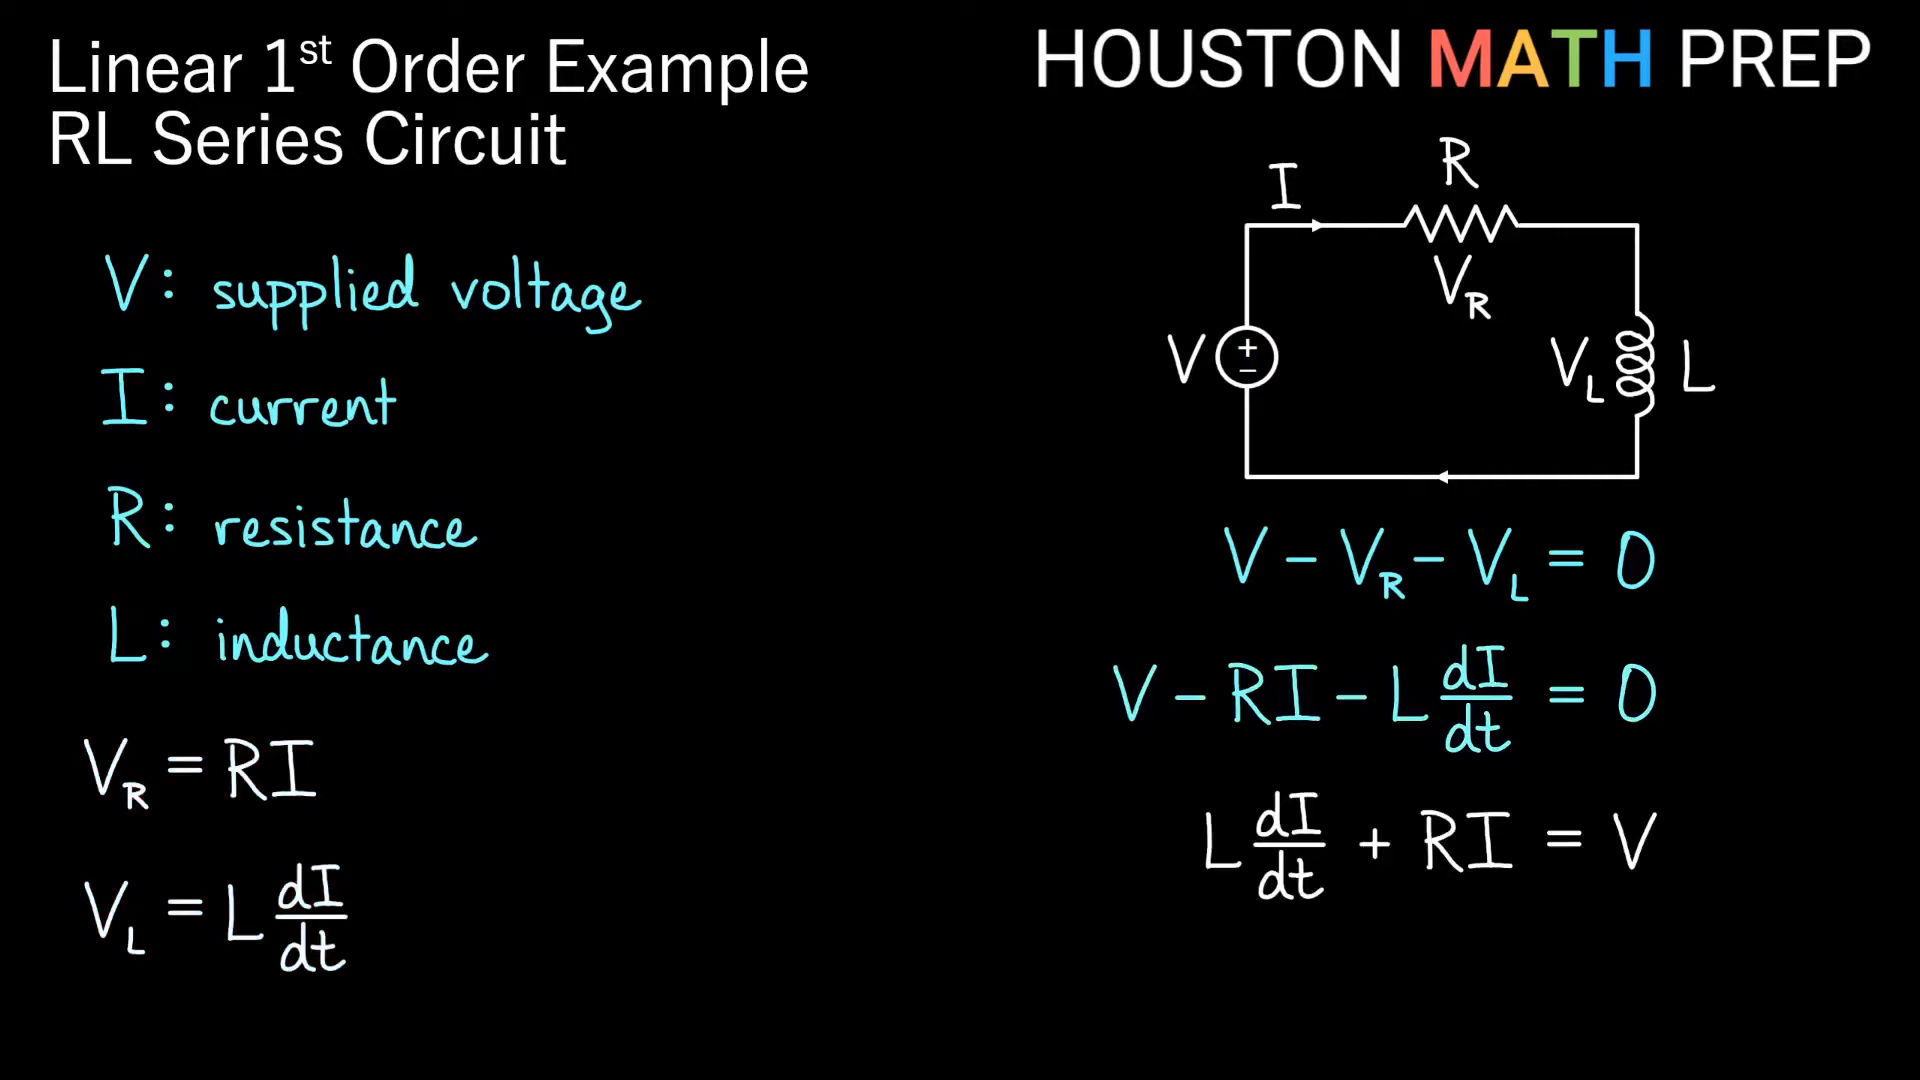 Linear 1st Order Example
RL Series Circuit
HOUSTON MATH PREP
V: supplied voltage
I: current
R: resistance
L: inductance
V_R = RI
V_L = L dI/dt
I
R
V_R
V
+
−
V_L
L
V − V_R − V_L = 0
V − RI − L dI/dt = 0
L dI/dt + RI = V